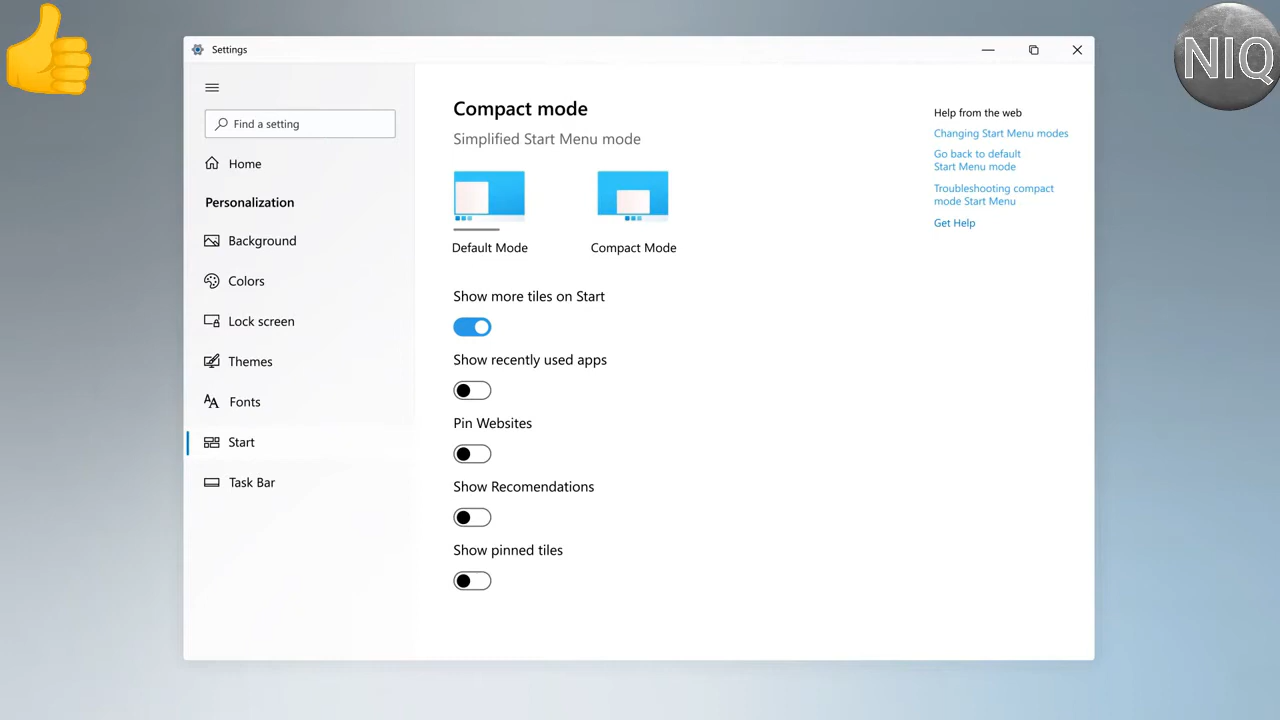 NIQ
Settings
Find a setting
Home
Personalization
Background
Colors
Lock screen
Themes
Fonts
Start
Task Bar
Compact mode
Simplified Start Menu mode
Default Mode
Compact Mode
Show more tiles on Start
Show recently used apps
Pin Websites
Show Recomendations
Show pinned tiles
Help from the web
Changing Start Menu modes
Go back to default
Start Menu mode
Troubleshooting compact
mode Start Menu
Get Help